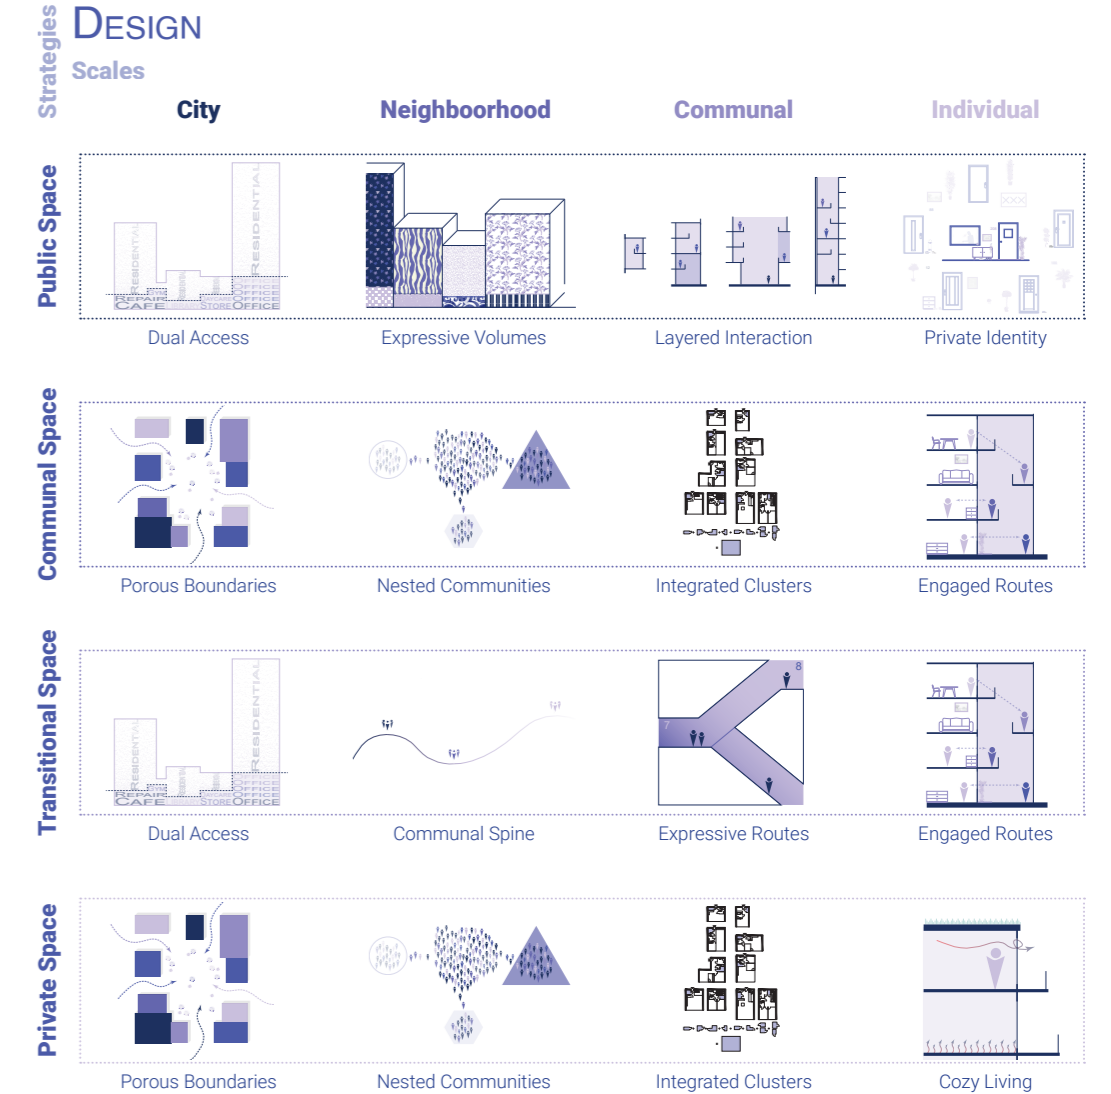 Strategies
DESIGN
Scales
City Neighboorhood Communal Individual
Public Space
RESIDENTIAL
RESIDENTIAL
REPAIR
CAFE STORE OFFICE
Dual Access Expressive Volumes Layered Interaction Private Identity
Communal Space
Porous Boundaries Nested Communities Integrated Clusters Engaged Routes
Transitional Space
RESIDENTIAL
RESIDENTIAL
REPAIR
CAFE STORE OFFICE
8
7
Dual Access Communal Spine Expressive Routes Engaged Routes
Private Space
Porous Boundaries Nested Communities Integrated Clusters Cozy Living